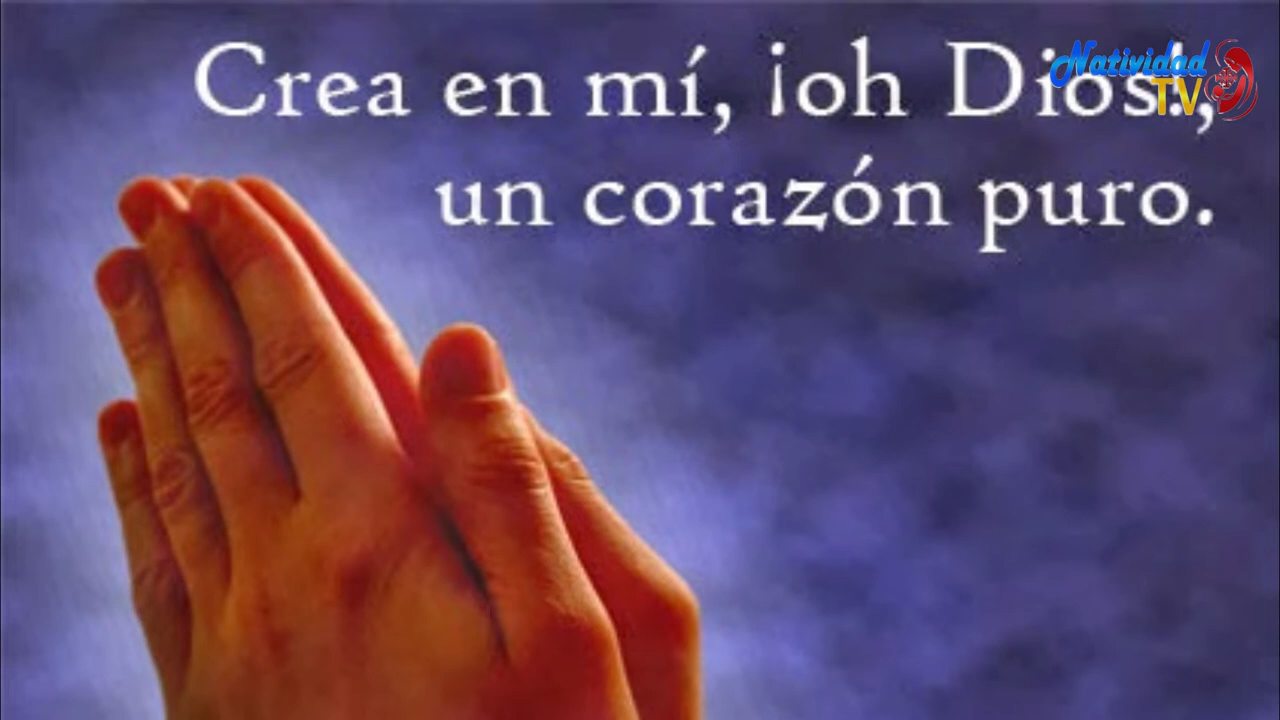 Crea en mí, ¡oh Dios!,
un corazón puro.
Natividad
TV